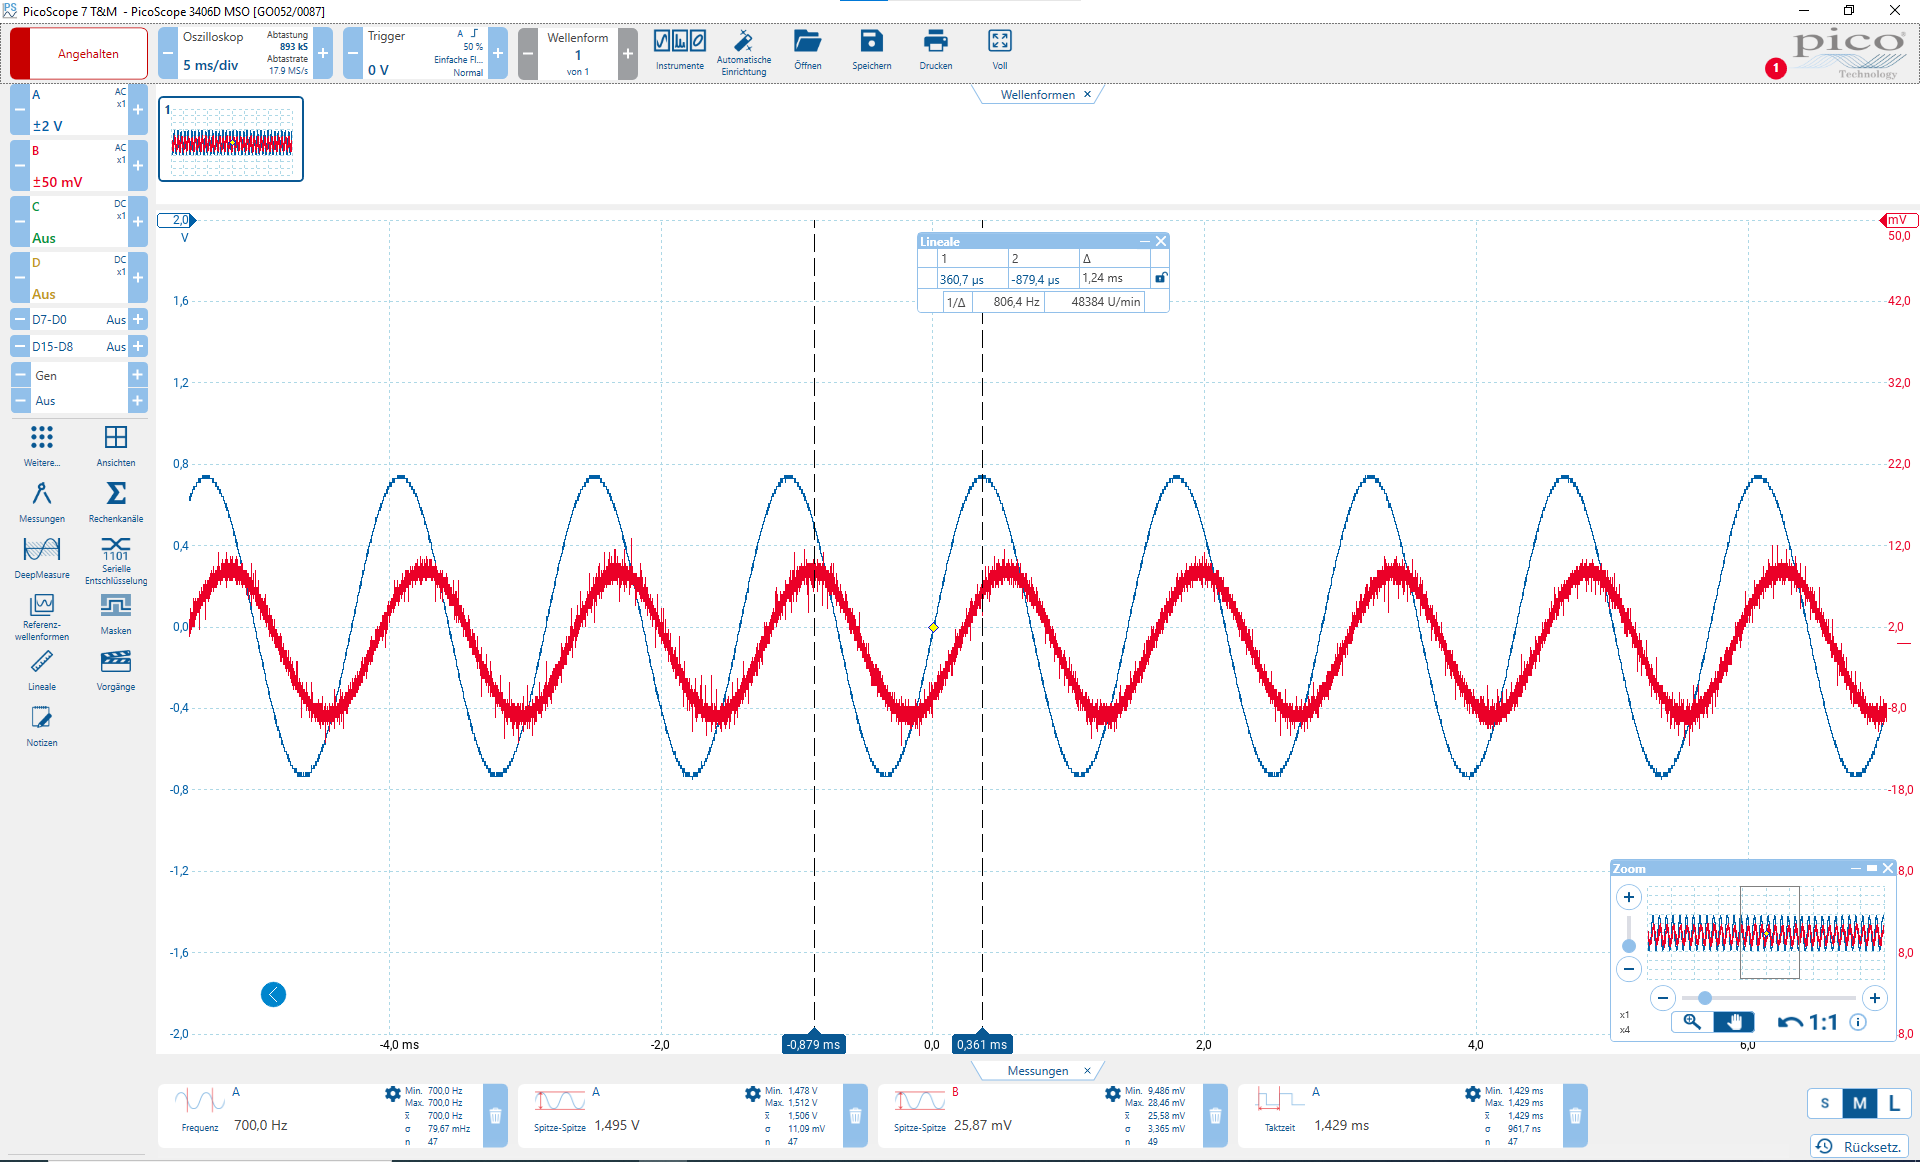 PicoScope 7 T&M - PicoScope 3406D MSO [GO052/0087]
Angehalten
Oszilloskop
5 ms/div
Abtastung
893 kS
Abtastrate
17.9 MS/s
Trigger
0 V
A
50 %
Einfache Fl...
Normal
Wellenform
1
von 1
Instrumente
Automatische
Einrichtung
Öffnen
Speichern
Drucken
Voll
1
pico
Technology
A
AC
x1
±2 V
B
AC
x1
±50 mV
C
DC
x1
Aus
D
DC
x1
Aus
D7-D0 Aus
D15-D8 Aus
Gen
Aus
Weitere...
Ansichten
Messungen
Rechenkanäle
DeepMeasure
1101
Serielle
Entschlüsselung
Referenz-
wellenformen
Masken
Lineale
Vorgänge
Notizen
Wellenformen ×
1
2,0
V
1,6
1,2
0,8
0,4
0,0
-0,4
-0,8
-1,2
-1,6
-2,0
mV
50,0
42,0
32,0
22,0
12,0
2,0
-8,0
-18,0
8,0
8,0
8,0
Lineale
1 2 Δ
360,7 µs -879,4 µs 1,24 ms
1/Δ 806,4 Hz 48384 U/min
-4,0 ms
-2,0
-0,879 ms
0,0
0,361 ms
2,0
4,0
6,0
Zoom
x1
x4
1:1
Messungen ×
A
Frequenz 700,0 Hz
Min. 700,0 Hz
Max. 700,0 Hz
x̄ 700,0 Hz
σ 79,67 mHz
n 47
A
Spitze-Spitze 1,495 V
Min. 1,478 V
Max. 1,512 V
x̄ 1,506 V
σ 11,09 mV
n 47
B
Spitze-Spitze 25,87 mV
Min. 9,486 mV
Max. 28,46 mV
x̄ 25,58 mV
σ 3,365 mV
n 49
A
Taktzeit 1,429 ms
Min. 1,429 ms
Max. 1,429 ms
x̄ 1,429 ms
σ 961,7 ns
n 47
S M L
Rücksetz.